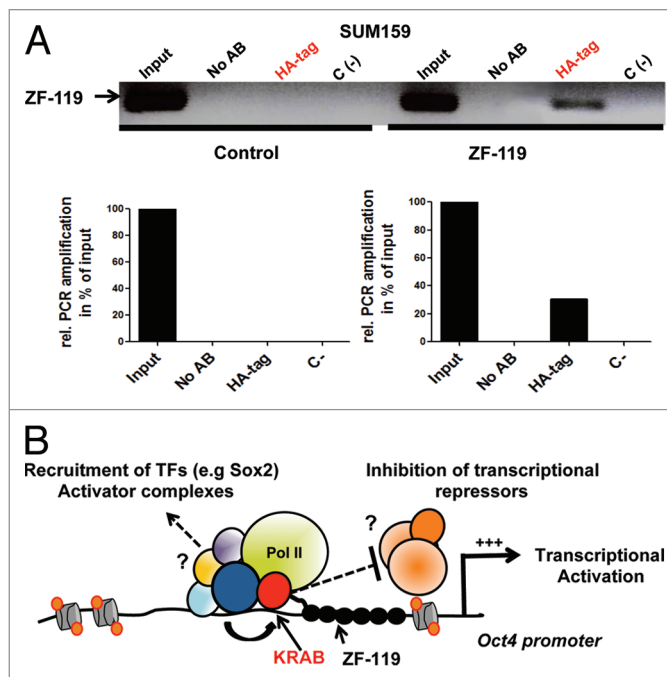 A
SUM159
Input No AB HA-tag C (-) Input No AB HA-tag C (-)
ZF-119
Control ZF-119
rel. PCR amplification
in % of input
100
80
60
40
20
0
Input No AB HA-tag C-
rel. PCR amplification
in % of input
100
80
60
40
20
0
Input No AB HA-tag C-
B
Recruitment of TFs (e.g Sox2)
Activator complexes
Inhibition of transcriptional
repressors
?
Pol II
?
+++
Transcriptional
Activation
KRAB
ZF-119
Oct4 promoter